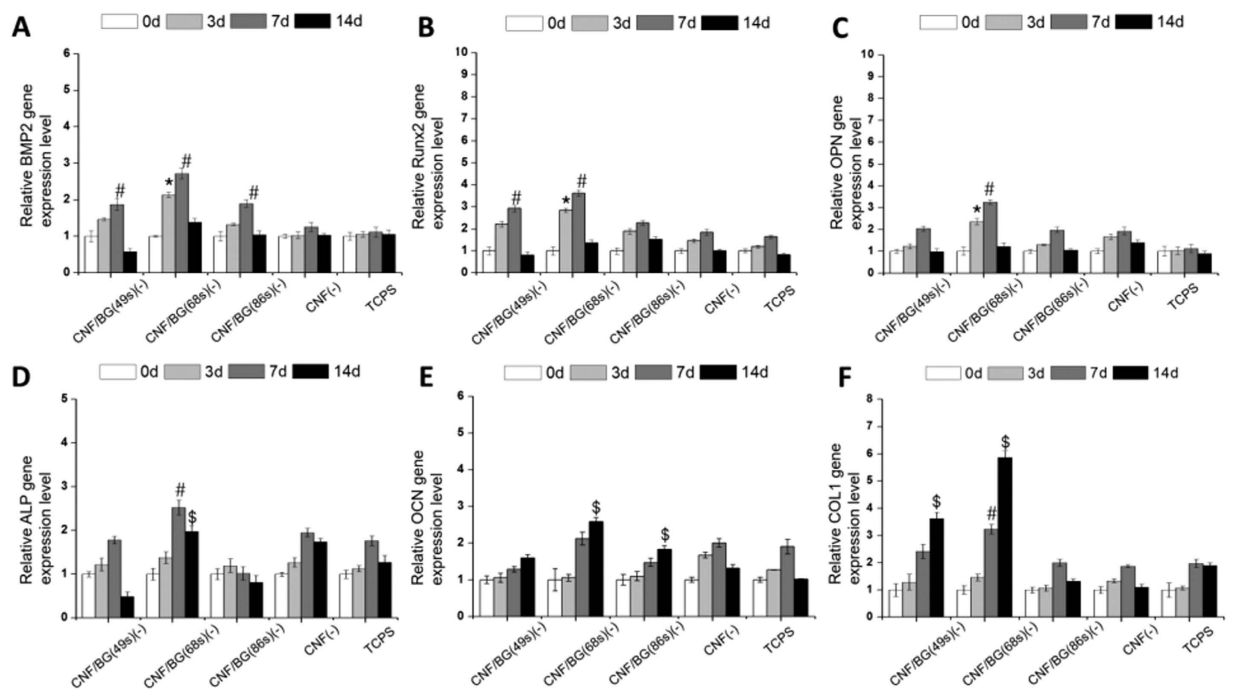 A
0d 3d 7d 14d
Relative BMP2 gene
expression level
6
5
4
3
2
1
0
#
*
#
#
CNF/BG(49s)(-)
CNF/BG(68s)(-)
CNF/BG(86s)(-)
CNF(-)
TCPS
B
0d 3d 7d 14d
Relative Runx2 gene
expression level
10
9
8
7
6
5
4
3
2
1
0
#
*
#
CNF/BG(49s)(-)
CNF/BG(68s)(-)
CNF/BG(86s)(-)
CNF(-)
TCPS
C
0d 3d 7d 14d
Relative OPN gene
expression level
10
9
8
7
6
5
4
3
2
1
0
*
#
CNF/BG(49s)(-)
CNF/BG(68s)(-)
CNF/BG(86s)(-)
CNF(-)
TCPS
D
0d 3d 7d 14d
Relative ALP gene
expression level
5
4
3
2
1
0
#
$
CNF/BG(49s)(-)
CNF/BG(68s)(-)
CNF/BG(86s)(-)
CNF(-)
TCPS
E
0d 3d 7d 14d
Relative OCN gene
expression level
6
5
4
3
2
1
0
$
$
CNF/BG(49s)(-)
CNF/BG(68s)(-)
CNF/BG(86s)(-)
CNF(-)
TCPS
F
0d 3d 7d 14d
Relative COL1 gene
expression level
8
7
6
5
4
3
2
1
0
$
#
$
CNF/BG(49s)(-)
CNF/BG(68s)(-)
CNF/BG(86s)(-)
CNF(-)
TCPS